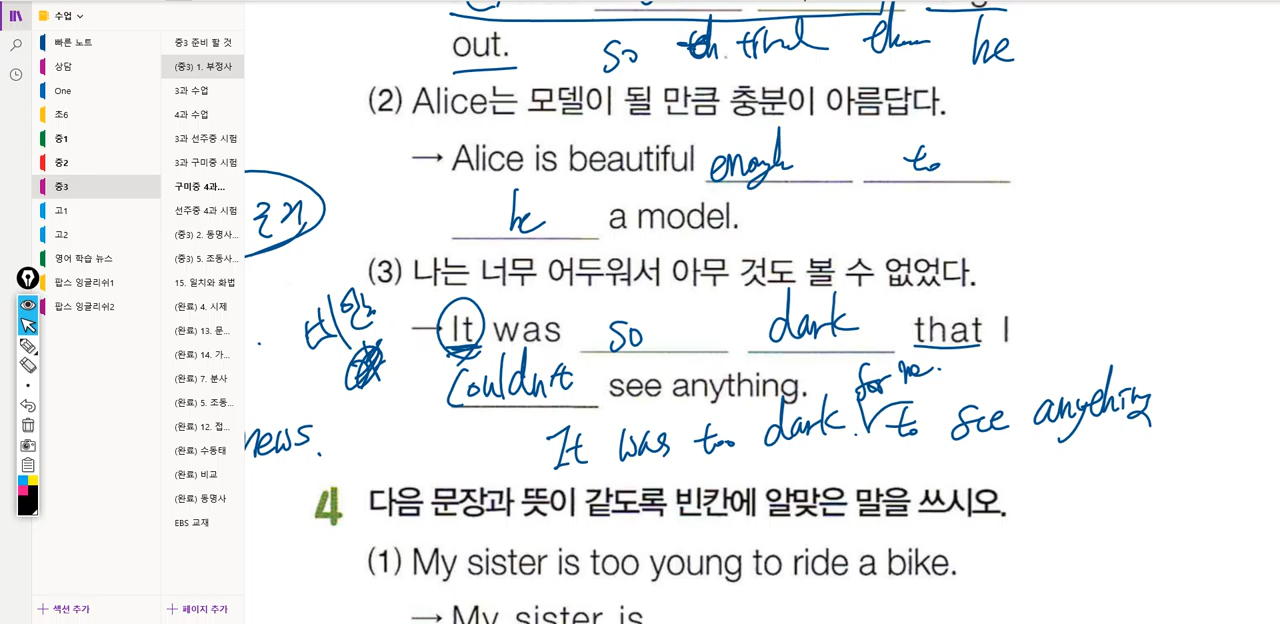 수업
빠른 노트
상담
One
초6
중1
중2
중3
고1
고2
영어 학습 뉴스
팝스 잉글리쉬1
팝스 잉글리쉬2
섹션 추가
중3 준비 할 것
(중3) 1. 부정사
3과 수업
4과 수업
3과 선주중 시험
3과 구미중 시험
구미중 4과...
선주중 4과 시험
(중3) 2. 동명사...
(중3) 5. 조동사...
15. 일치와 화법
(완료) 4. 시제
(완료) 13. 문...
(완료) 14. 가...
(완료) 7. 분사
(완료) 5. 조동...
(완료) 12. 접...
(완료) 수동태
(완료) 비교
(완료) 동명사
EBS 교재
페이지 추가
out. so he
(2) Alice는 모델이 될 만큼 충분이 아름답다.
→ Alice is beautiful enough to
be a model.
(3) 나는 너무 어두워서 아무 것도 볼 수 없었다.
→ It was so dark that I
couldn't see anything.
for me.
It was too dark. to see anything
news.
4 다음 문장과 뜻이 같도록 빈칸에 알맞은 말을 쓰시오.
(1) My sister is too young to ride a bike.
→ My sister is